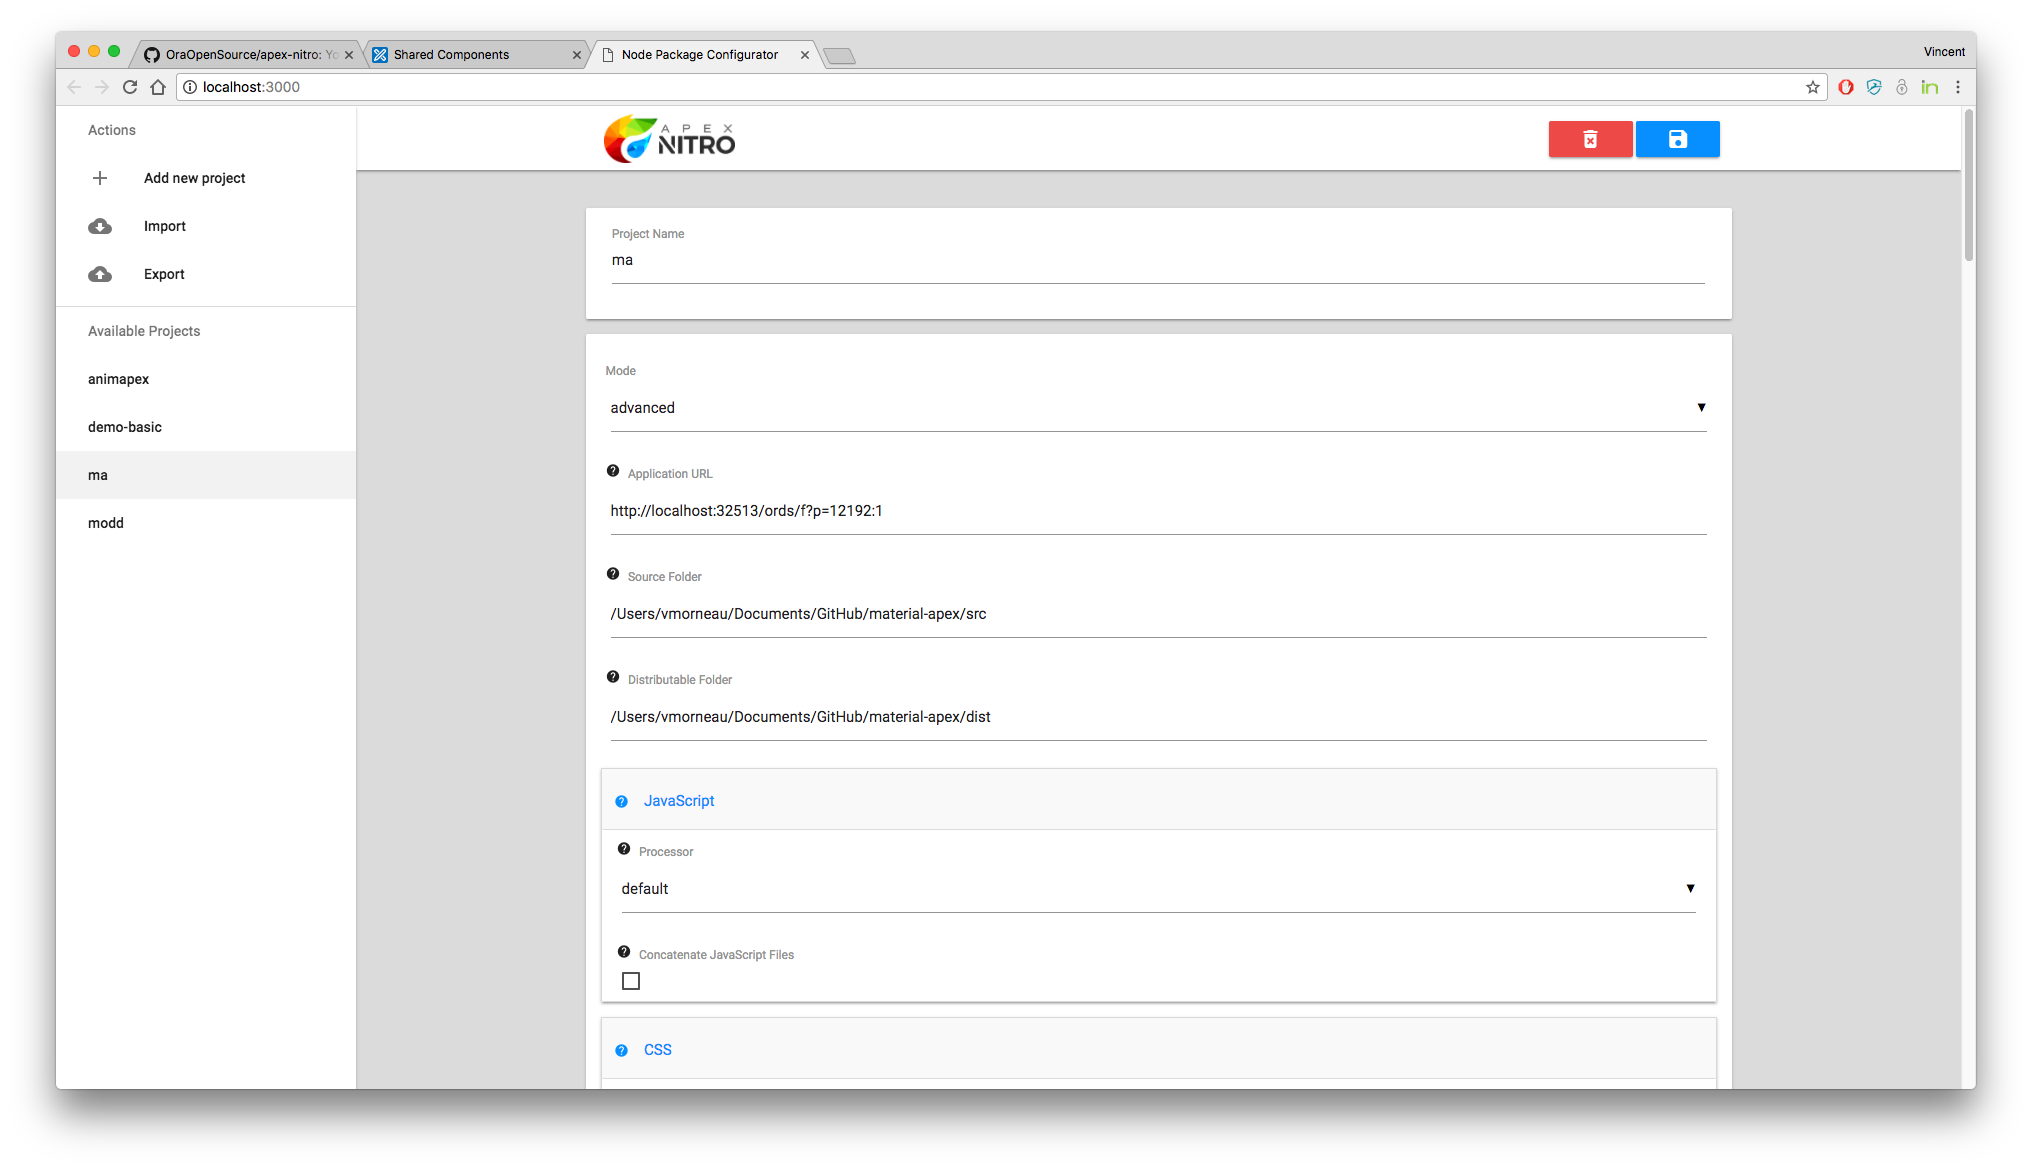 OraOpenSource/apex-nitro: Yo
Shared Components
Node Package Configurator
Vincent
localhost:3000
in
Actions
Add new project
Import
Export
Available Projects
animapex
demo-basic
ma
modd
APEX
NITRO
Project Name
ma
Mode
advanced
Application URL
http://localhost:32513/ords/f?p=12192:1
Source Folder
/Users/vmorneau/Documents/GitHub/material-apex/src
Distributable Folder
/Users/vmorneau/Documents/GitHub/material-apex/dist
JavaScript
Processor
default
Concatenate JavaScript Files
CSS